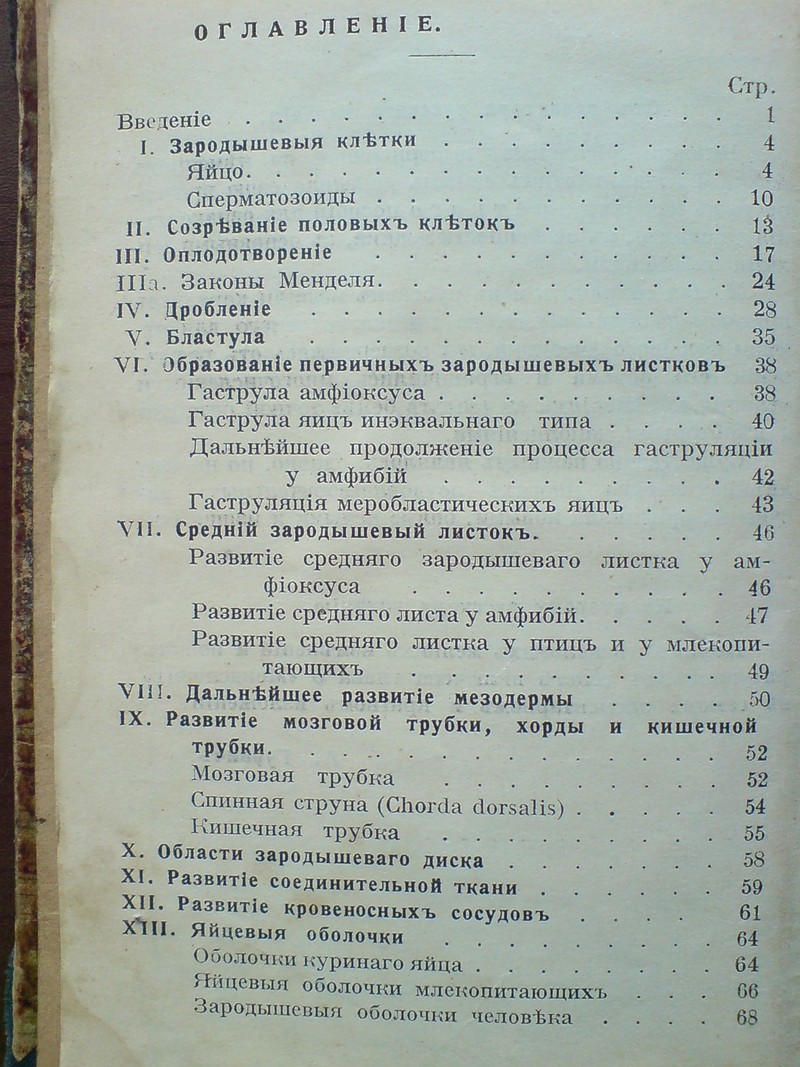 ОГЛАВЛЕНІЕ.
Стр.
Введеніе . . . . . . . . . . . . . . . . . . 1
I. Зародышевыя клѣтки . . . . . . . . . 4
Яйцо. . . . . . . . . . . . . . . . . . 4
Сперматозоиды . . . . . . . . . . . . . 10
II. Созрѣваніе половыхъ клѣтокъ . . . . . . 13
III. Оплодотвореніе . . . . . . . . . . . 17
IIIа. Законы Менделя. . . . . . . . . . . . 24
IV. Дробленіе . . . . . . . . . . . . . 28
V. Бластула . . . . . . . . . . . . . 35
VI. Образованіе первичныхъ зародышевыхъ листковъ 38
Гаструла амфіоксуса . . . . . . . . . 38
Гаструла яицъ инэквальнаго типа . . . . 40
Дальнѣйшее продолженіе процесса гаструляціи
у амфибій . . . . . . . . . 42
Гаструляція меробластическихъ яицъ . . . 43
VII. Средній зародышевый листокъ. . . . . . 46
Развитіе средняго зародышеваго листка у ам-
фіоксуса . . . . . . . . . . 46
Развитіе средняго листа у амфибій. . . . . 47
Развитіе средняго листка у птицъ и у млекопи-
тающихъ . . . . . . . . . . 49
VIII. Дальнѣйшее развитіе мезодермы . . . . 50
IX. Развитіе мозговой трубки, хорды и кишечной
трубки. . . . . . . . . . . . . . . 52
Мозговая трубка . . . . . . . . . 52
Спинная струна (Chorda dorsalis) . . . . . 54
Кишечная трубка . . . . . . . . . 55
X. Области зародышеваго диска . . . . . . . 58
XI. Развитіе соединительной ткани . . . . . . 59
XII. Развитіе кровеносныхъ сосудовъ . . . . 61
XIII. Яйцевыя оболочки . . . . . . . . . 64
Оболочки куринаго яйца . . . . . . . . 64
Яйцевыя оболочки млекопитающихъ . . . 66
Зародышевыя оболочки человѣка . . . . 68